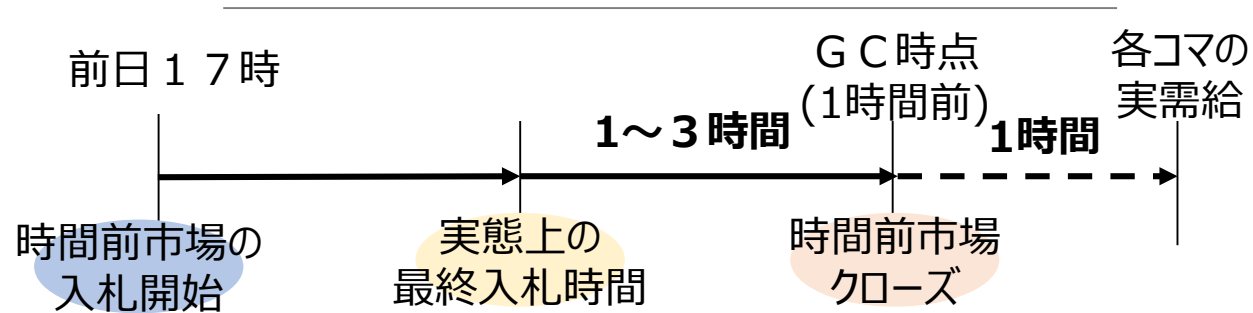 前日１７時
ＧＣ時点
(1時間前)
各コマの
実需給
1～３時間
1時間
時間前市場の
入札開始
実態上の
最終入札時間
時間前市場
クローズ